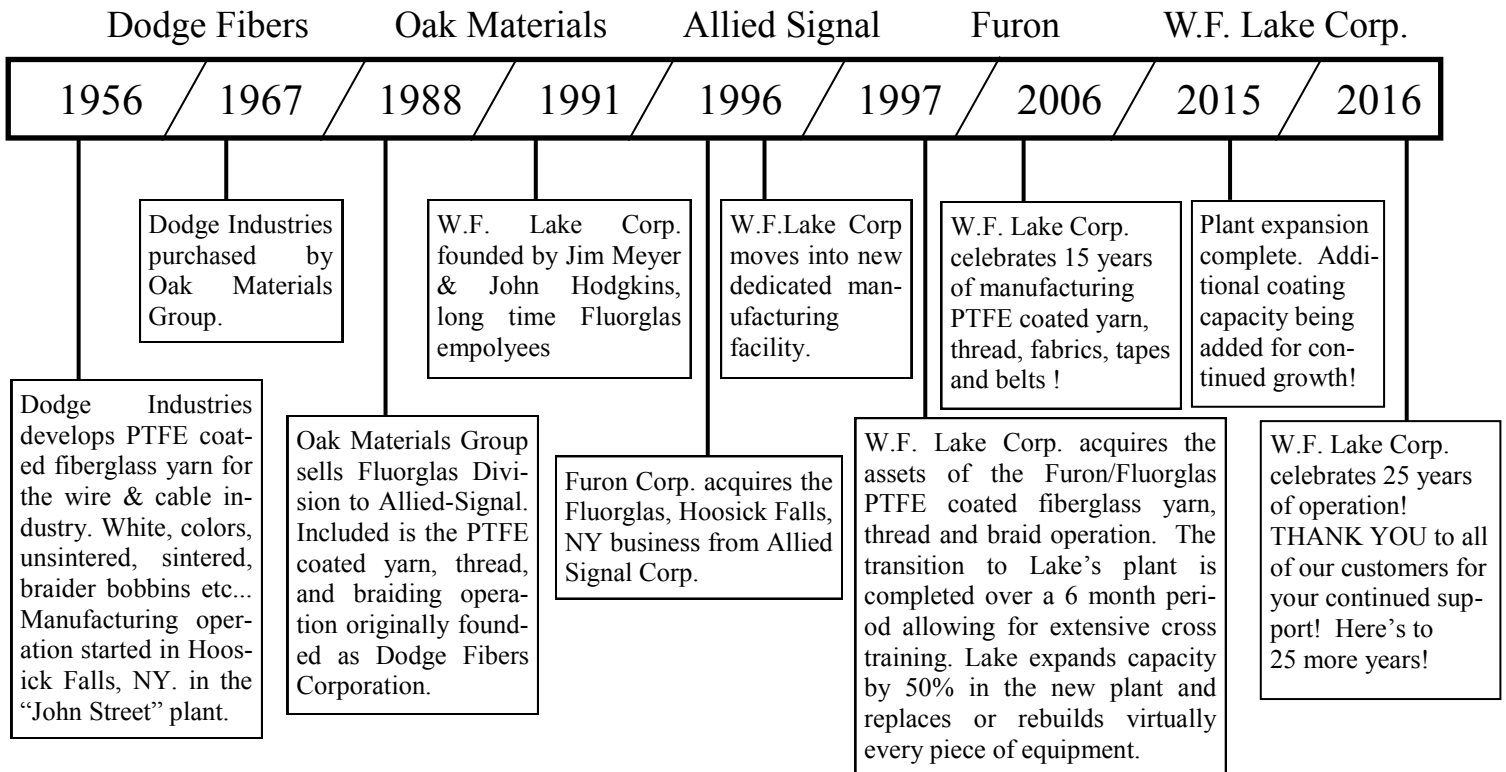 Dodge Fibers Oak Materials Allied Signal Furon W.F. Lake Corp.
1956 1967 1988 1991 1996 1997 2006 2015 2016
Dodge Industries
purchased by
Oak Materials
Group.
W.F. Lake Corp.
founded by Jim Meyer
& John Hodgkins,
long time Fluorglas
empolyees
W.F.Lake Corp
moves into new
dedicated man-
ufacturing
facility.
W.F. Lake Corp.
celebrates 15 years
of manufacturing
PTFE coated yarn,
thread, fabrics, tapes
and belts !
Plant expansion
complete. Addi-
tional coating
capacity being
added for con-
tinued growth!
Dodge Industries
develops PTFE coat-
ed fiberglass yarn for
the wire & cable in-
dustry. White, colors,
unsintered, sintered,
braider bobbins etc...
Manufacturing oper-
ation started in Hoos-
ick Falls, NY. in the
“John Street” plant.
Oak Materials Group
sells Fluorglas Divi-
sion to Allied-Signal.
Included is the PTFE
coated yarn, thread,
and braiding opera-
tion originally found-
ed as Dodge Fibers
Corporation.
Furon Corp. acquires the
Fluorglas, Hoosick Falls,
NY business from Allied
Signal Corp.
W.F. Lake Corp. acquires the
assets of the Furon/Fluorglas
PTFE coated fiberglass yarn,
thread and braid operation. The
transition to Lake’s plant is
completed over a 6 month peri-
od allowing for extensive cross
training. Lake expands capacity
by 50% in the new plant and
replaces or rebuilds virtually
every piece of equipment.
W.F. Lake Corp.
celebrates 25 years
of operation!
THANK YOU to all
of our customers for
your continued sup-
port! Here’s to
25 more years!